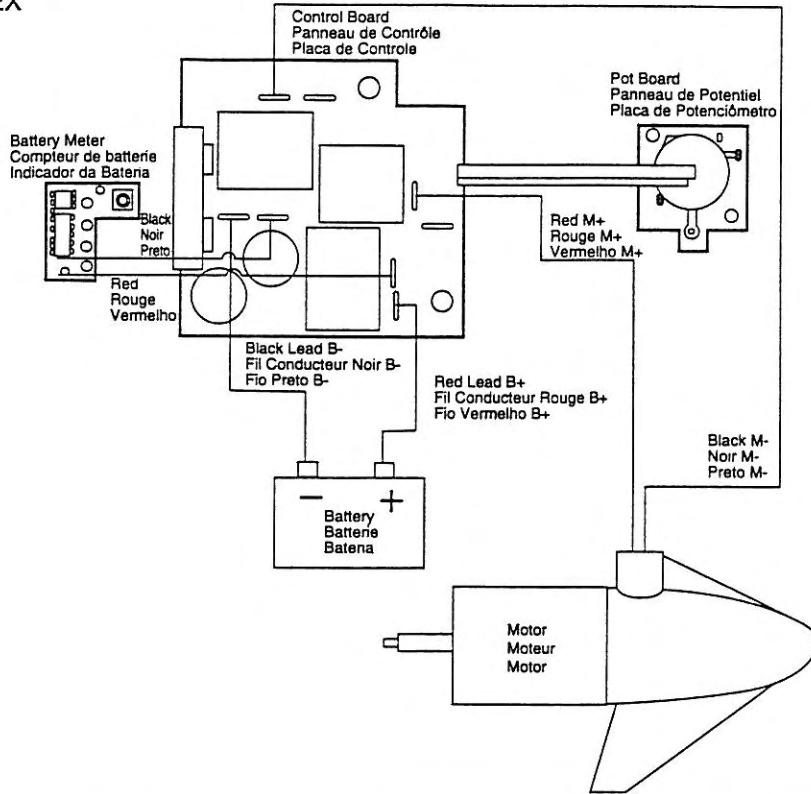 EX
Control Board
Panneau de Contrôle
Placa de Controle
Pot Board
Panneau de Potentiel
Placa de Potenciômetro
Battery Meter
Compteur de batterie
Indicador da Bateria
Black
Noir
Preto
Red M+
Rouge M+
Vermelho M+
Red
Rouge
Vermelho
Black Lead B-
Fil Conducteur Noir B-
Fio Preto B-
Red Lead B+
Fil Conducteur Rouge B+
Fio Vermelho B+
Black M-
Noir M-
Preto M-
− +
Battery
Batterie
Bateria
Motor
Moteur
Motor